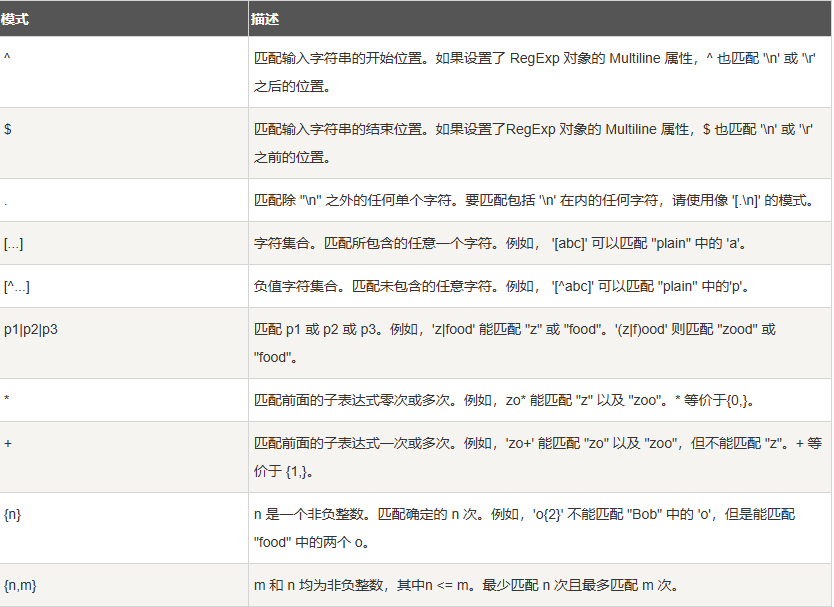 模式 描述
^ 匹配输入字符串的开始位置。如果设置了 RegExp 对象的 Multiline 属性，^ 也匹配 '\n' 或 '\r'
之后的位置。
$ 匹配输入字符串的结束位置。如果设置了RegExp 对象的 Multiline 属性，$ 也匹配 '\n' 或 '\r'
之前的位置。
. 匹配除 "\n" 之外的任何单个字符。要匹配包括 '\n' 在内的任何字符，请使用像 '[.\n]' 的模式。
[...] 字符集合。匹配所包含的任意一个字符。例如， '[abc]' 可以匹配 "plain" 中的 'a'。
[^...] 负值字符集合。匹配未包含的任意字符。例如， '[^abc]' 可以匹配 "plain" 中的'p'。
p1|p2|p3 匹配 p1 或 p2 或 p3。例如，'z|food' 能匹配 "z" 或 "food"。'(z|f)ood' 则匹配 "zood" 或
"food"。
* 匹配前面的子表达式零次或多次。例如，zo* 能匹配 "z" 以及 "zoo"。* 等价于{0,}。
+ 匹配前面的子表达式一次或多次。例如，'zo+' 能匹配 "zo" 以及 "zoo"，但不能匹配 "z"。+ 等
价于 {1,}。
{n} n 是一个非负整数。匹配确定的 n 次。例如，'o{2}' 不能匹配 "Bob" 中的 'o'，但是能匹配
"food" 中的两个 o。
{n,m} m 和 n 均为非负整数，其中n <= m。最少匹配 n 次且最多匹配 m 次。